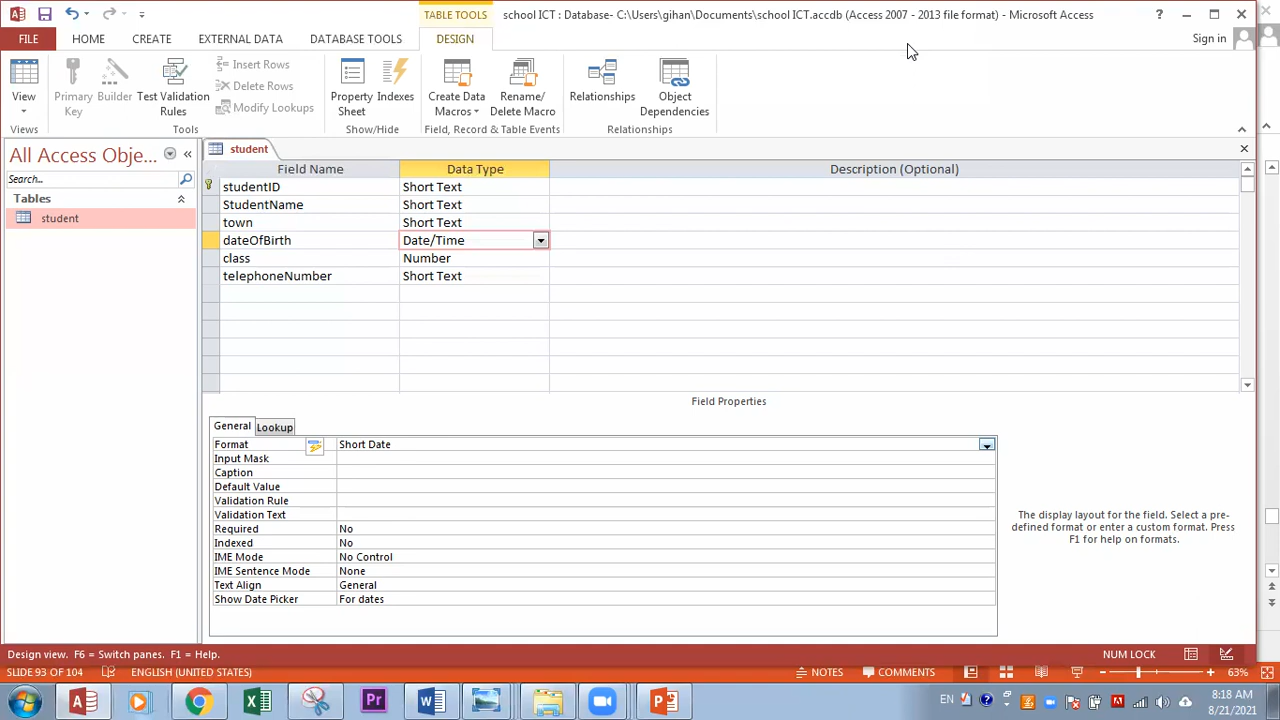 TABLE TOOLS
school ICT : Database- C:\Users\gihan\Documents\school ICT.accdb (Access 2007 - 2013 file format) - Microsoft Access
FILE
HOME
CREATE
EXTERNAL DATA
DATABASE TOOLS
DESIGN
Sign in
View
Primary Key
Builder
Test Validation Rules
Insert Rows
Delete Rows
Modify Lookups
Property Sheet
Indexes
Create Data Macros
Rename/ Delete Macro
Relationships
Object Dependencies
Views
Tools
Show/Hide
Field, Record & Table Events
Relationships
All Access Obje...
Search..
Tables
student
student
Field Name Data Type Description (Optional)
studentID Short Text
StudentName Short Text
town Short Text
dateOfBirth Date/Time
class Number
telephoneNumber Short Text
Field Properties
General Lookup
Format Short Date
Input Mask
Caption
Default Value
Validation Rule
Validation Text
Required No
Indexed No
IME Mode No Control
IME Sentence Mode None
Text Align General
Show Date Picker For dates
The display layout for the field. Select a pre-
defined format or enter a custom format. Press
F1 for help on formats.
Design view. F6 = Switch panes. F1 = Help.
NUM LOCK
SLIDE 93 OF 104
ENGLISH (UNITED STATES)
NOTES
COMMENTS
63%
Pr
EN
8:18 AM
8/21/2021